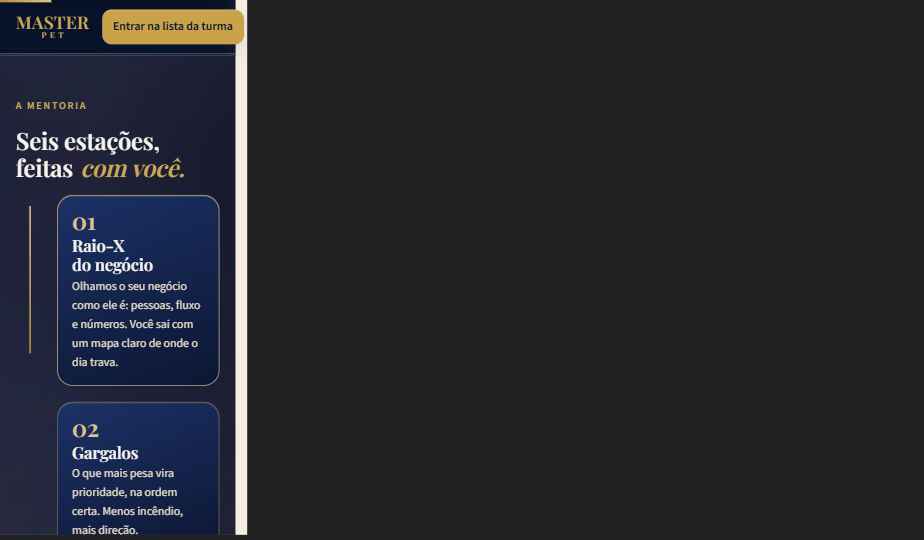 MASTER
PET
Entrar na lista da turma
A MENTORIA
Seis estações,
feitas com você.
01
Raio-X
do negócio
Olhamos o seu negócio
como ele é: pessoas, fluxo
e números. Você sai com
um mapa claro de onde o
dia trava.
02
Gargalos
O que mais pesa vira
prioridade, na ordem
certa. Menos incêndio,
mais direção.